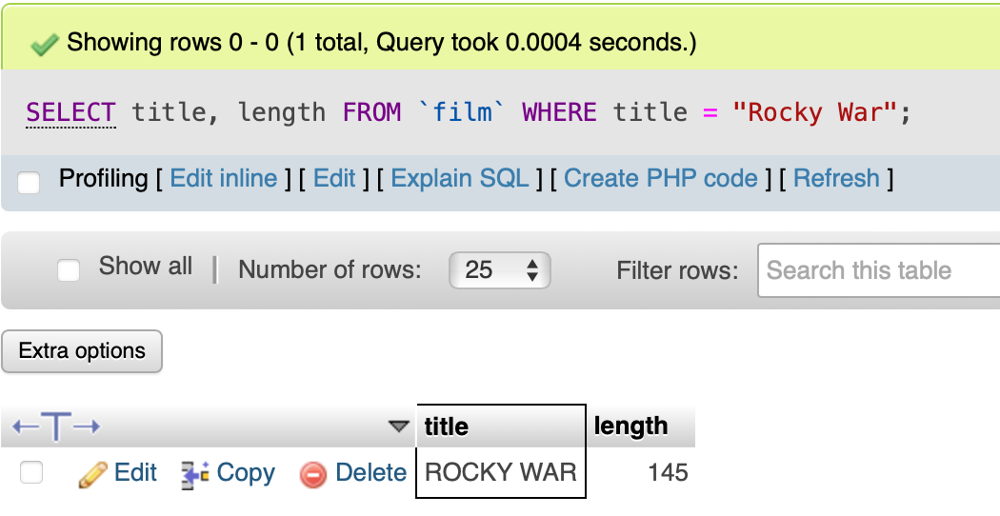 Showing rows 0 - 0 (1 total, Query took 0.0004 seconds.)
SELECT title, length FROM `film` WHERE title = "Rocky War";
Profiling [ Edit inline ] [ Edit ] [ Explain SQL ] [ Create PHP code ] [ Refresh ]
Show all | Number of rows: 25 Filter rows: Search this table
Extra options
←T→ title length
Edit Copy Delete ROCKY WAR 145